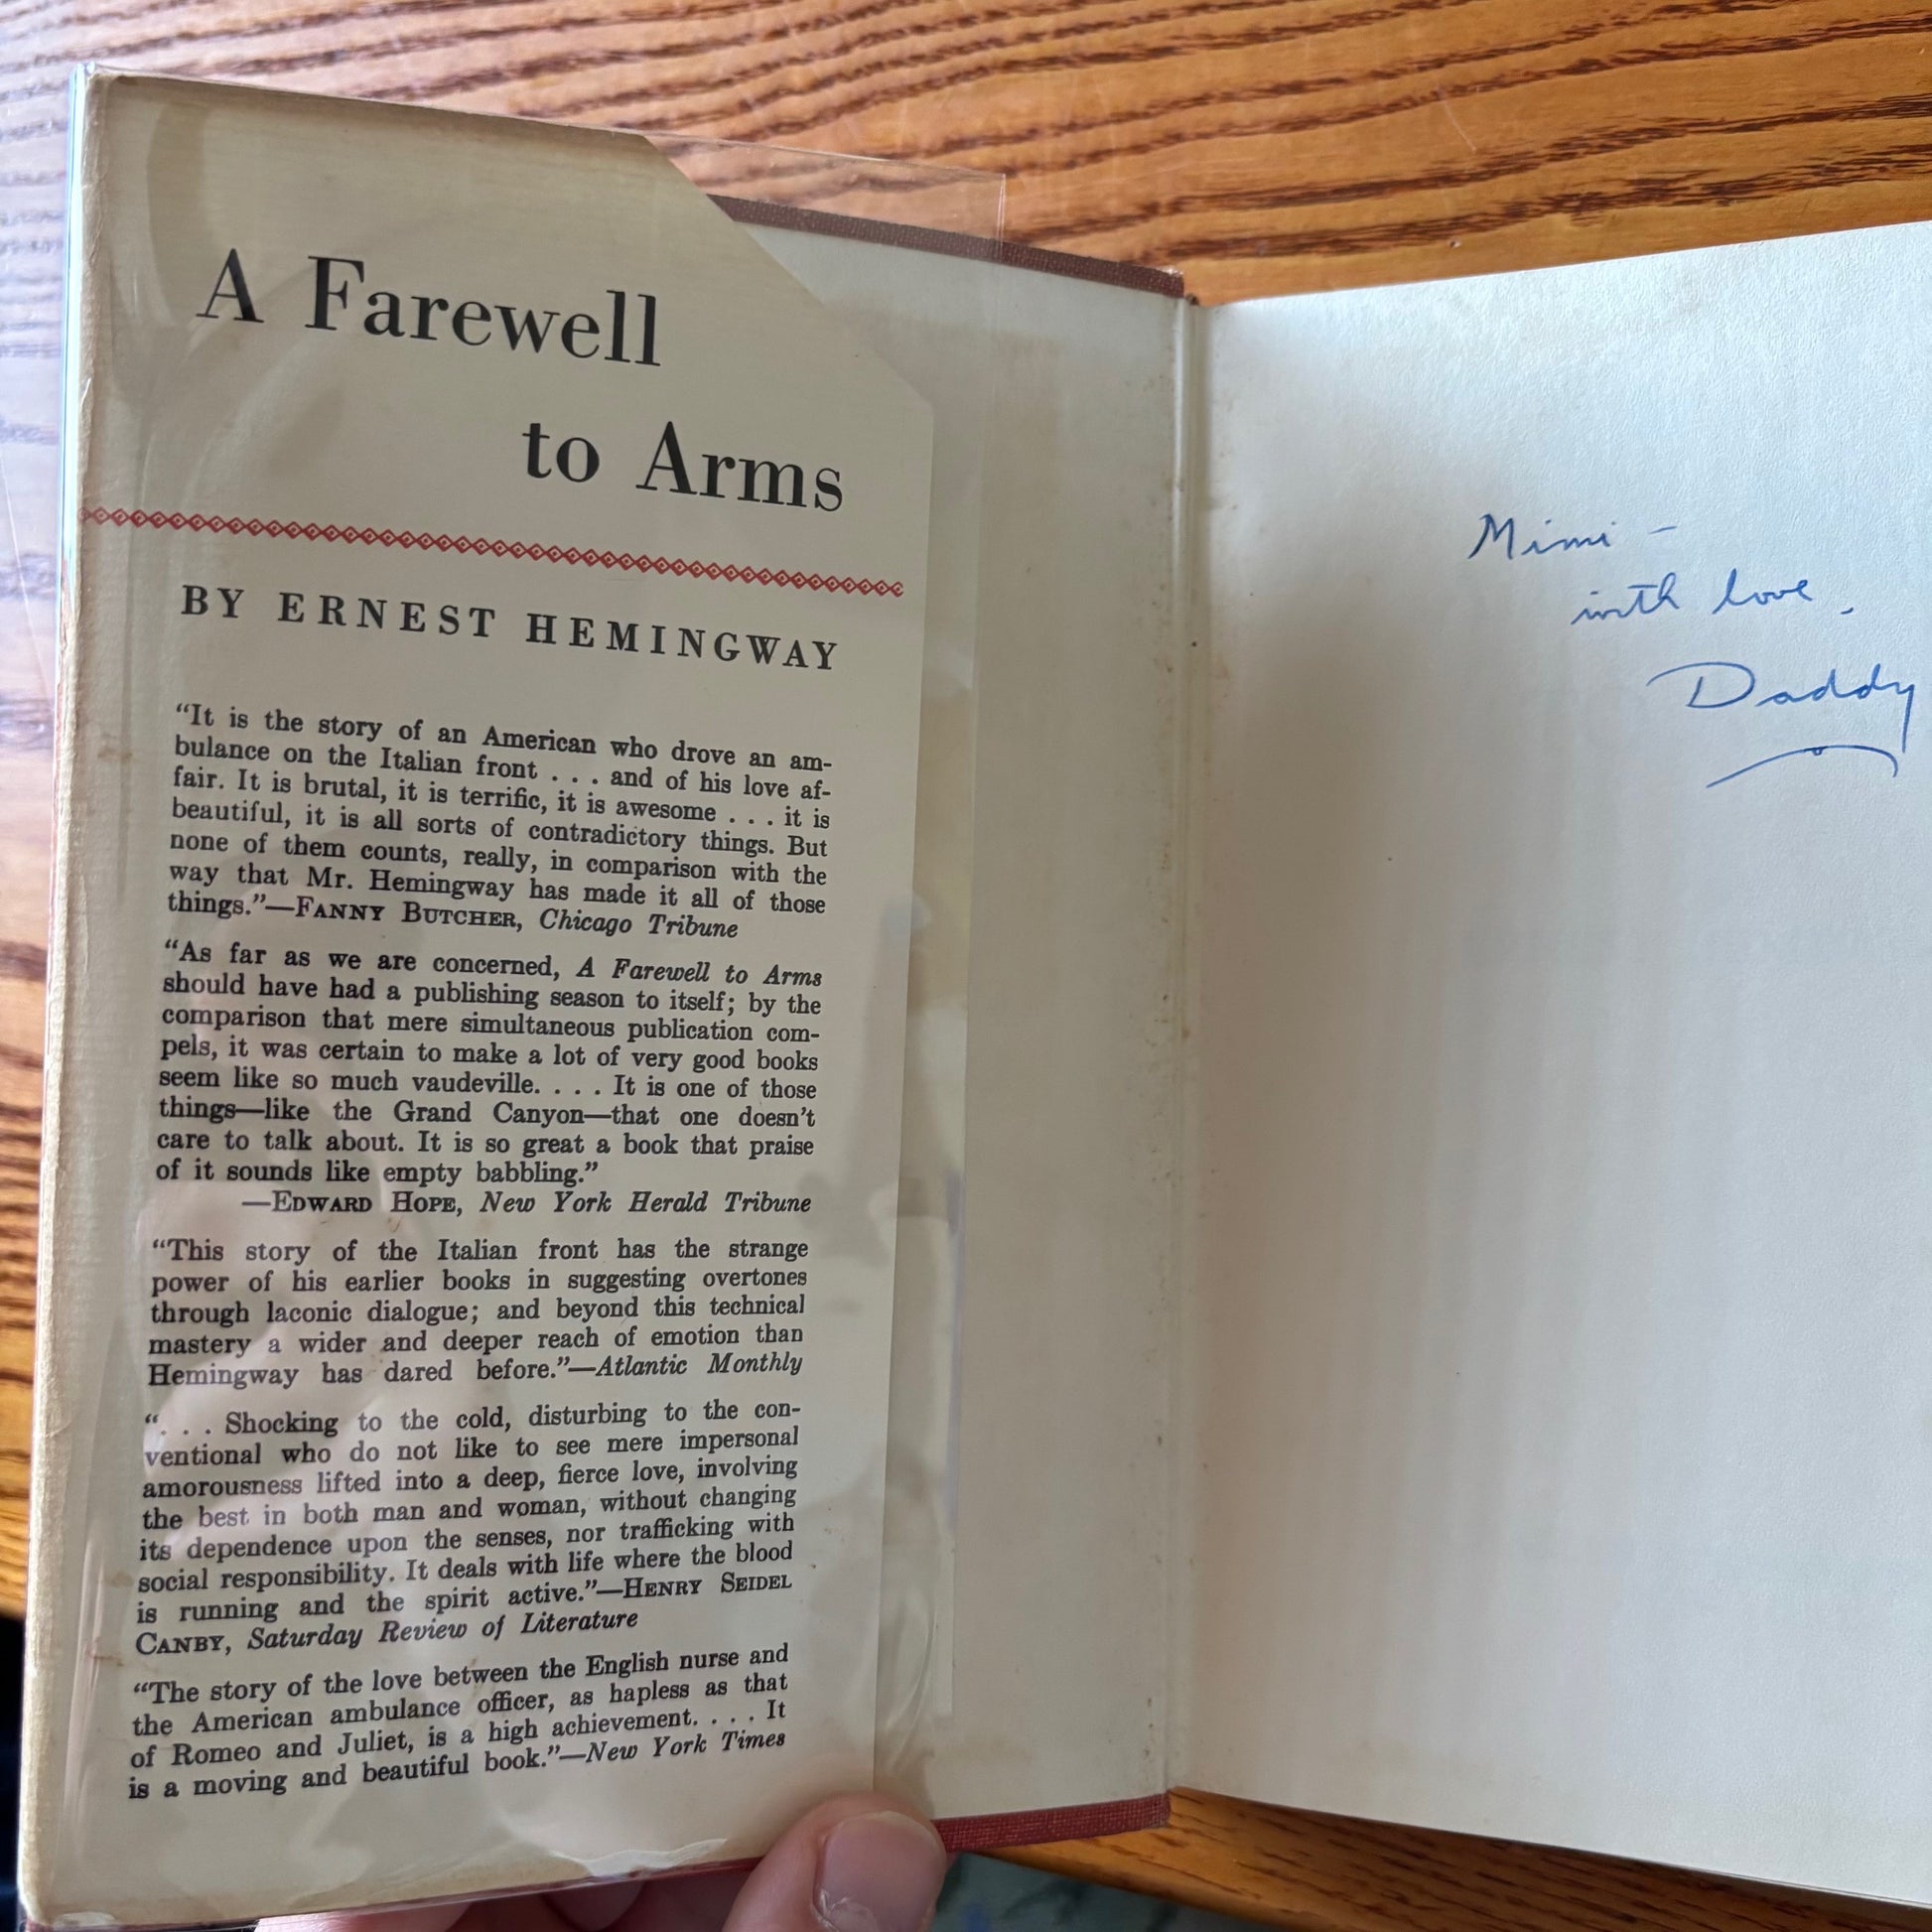 A Farewell
to Arms
BY ERNEST HEMINGWAY
“It is the story of an American who drove an am-
bulance on the Italian front . . . and of his love af-
fair. It is brutal, it is terrific, it is awesome . . . it is
beautiful, it is all sorts of contradictory things. But
none of them counts, really, in comparison with the
way that Mr. Hemingway has made it all of those
things.”—FANNY BUTCHER, Chicago Tribune
“As far as we are concerned, A Farewell to Arms
should have had a publishing season to itself; by the
comparison that mere simultaneous publication com-
pels, it was certain to make a lot of very good books
seem like so much vaudeville. . . . It is one of those
things—like the Grand Canyon—that one doesn’t
care to talk about. It is so great a book that praise
of it sounds like empty babbling.”
—EDWARD HOPE, New York Herald Tribune
“This story of the Italian front has the strange
power of his earlier books in suggesting overtones
through laconic dialogue; and beyond this technical
mastery a wider and deeper reach of emotion than
Hemingway has dared before.”—Atlantic Monthly
“. . . Shocking to the cold, disturbing to the con-
ventional who do not like to see mere impersonal
amorousness lifted into a deep, fierce love, involving
the best in both man and woman, without changing
its dependence upon the senses, nor trafficking with
social responsibility. It deals with life where the blood
is running and the spirit active.”—HENRY SEIDEL
CANBY, Saturday Review of Literature
“The story of the love between the English nurse and
the American ambulance officer, as hapless as that
of Romeo and Juliet, is a high achievement. . . . It
is a moving and beautiful book.”—New York Times
Mimi –
with love.
Daddy